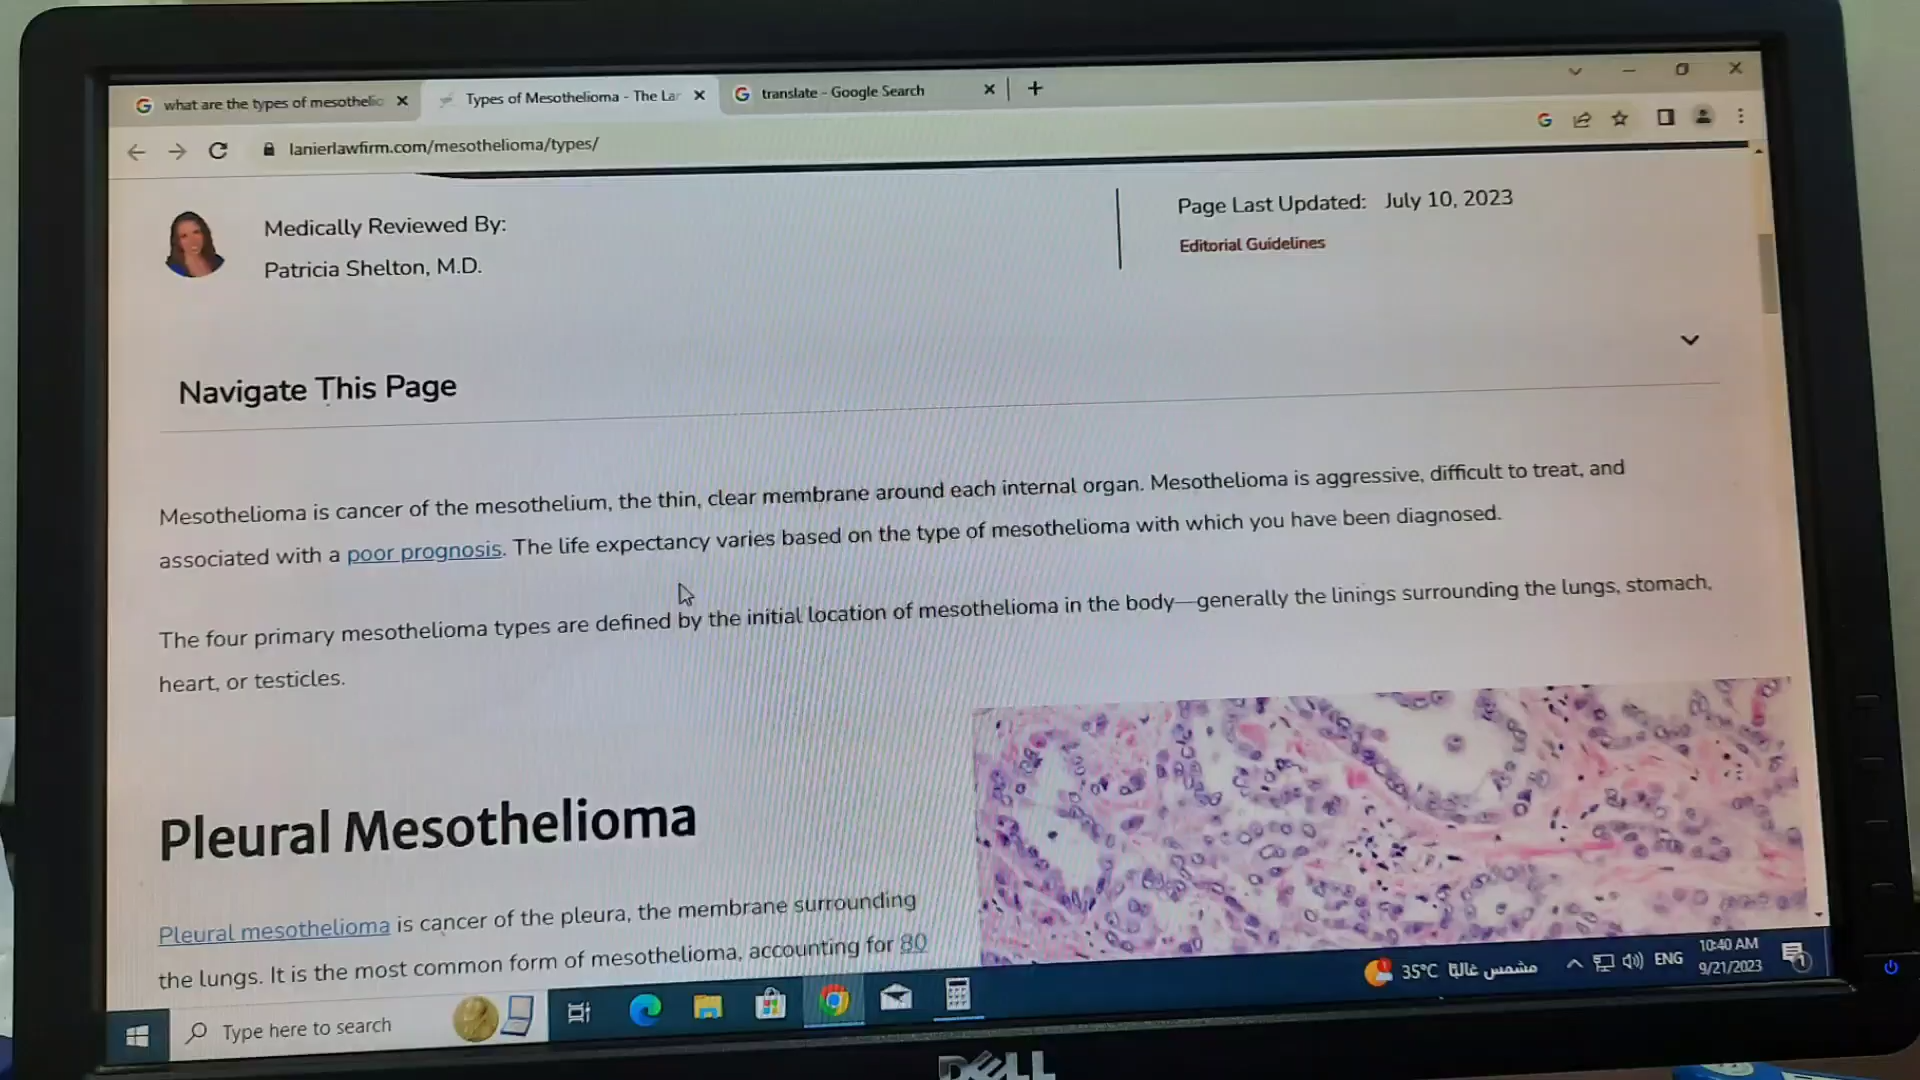 what are the types of mesothelio
Types of Mesothelioma - The Lar
translate - Google Search
lanierlawfirm.com/mesothelioma/types/
Medically Reviewed By:
Patricia Shelton, M.D.
Page Last Updated: July 10, 2023
Editorial Guidelines
Navigate This Page
Mesothelioma is cancer of the mesothelium, the thin, clear membrane around each internal organ. Mesothelioma is aggressive, difficult to treat, and
associated with a poor prognosis. The life expectancy varies based on the type of mesothelioma with which you have been diagnosed.
The four primary mesothelioma types are defined by the initial location of mesothelioma in the body—generally the linings surrounding the lungs, stomach,
heart, or testicles.
Pleural Mesothelioma
Pleural mesothelioma is cancer of the pleura, the membrane surrounding
the lungs. It is the most common form of mesothelioma, accounting for 80
Type here to search
35°C مشمس غالبًا
ENG
10:40 AM
9/21/2023
1
DELL